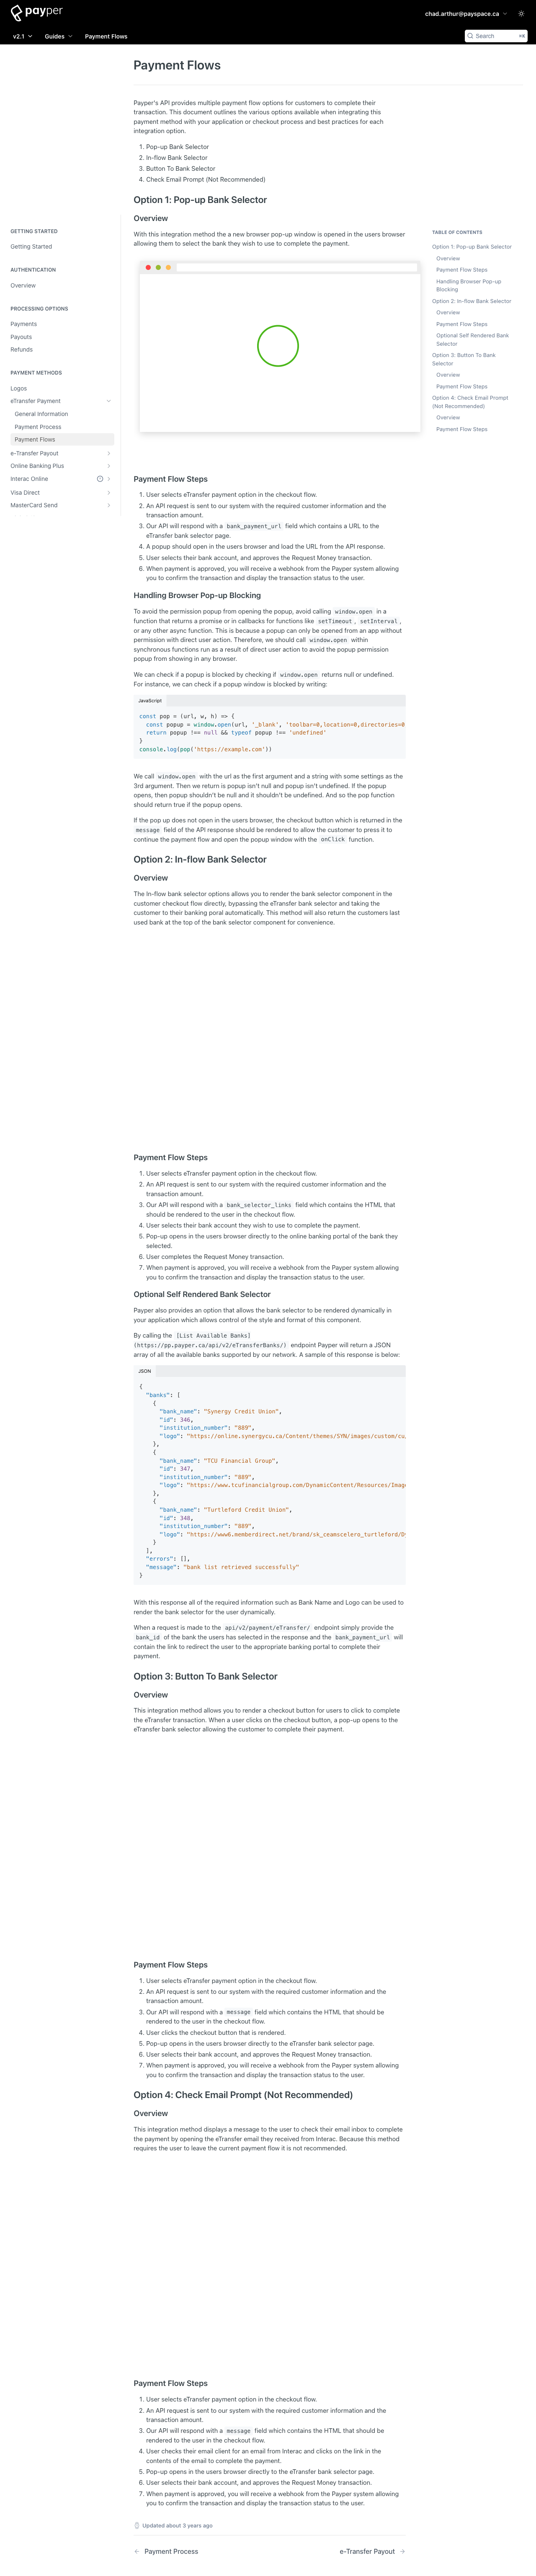 payper
chad.arthur@payspace.ca
v2.1
Guides
Payment Flows
Search
⌘K
GETTING STARTED
Getting Started
AUTHENTICATION
Overview
PROCESSING OPTIONS
Payments
Payouts
Refunds
PAYMENT METHODS
Logos
eTransfer Payment
General Information
Payment Process
Payment Flows
e-Transfer Payout
Online Banking Plus
Interac Online
Visa Direct
MasterCard Send
Payment Flows
Payper's API provides multiple payment flow options for customers to complete their
transaction. This document outlines the various options available when integrating this
payment method with your application or checkout process and best practices for each
integration option.
1. Pop-up Bank Selector
2. In-flow Bank Selector
3. Button To Bank Selector
4. Check Email Prompt (Not Recommended)
Option 1: Pop-up Bank Selector
Overview
With this integration method the a new browser pop-up window is opened in the users browser
allowing them to select the bank they wish to use to complete the payment.
Payment Flow Steps
1. User selects eTransfer payment option in the checkout flow.
2. An API request is sent to our system with the required customer information and the
transaction amount.
3. Our API will respond with a bank_payment_url field which contains a URL to the
eTransfer bank selector page.
4. A popup should open in the users browser and load the URL from the API response.
5. User selects their bank account, and approves the Request Money transaction.
6. When payment is approved, you will receive a webhook from the Payper system allowing
you to confirm the transaction and display the transaction status to the user.
Handling Browser Pop-up Blocking
To avoid the permission popup from opening the popup, avoid calling window.open in a
function that returns a promise or in callbacks for functions like setTimeout, setInterval,
or any other async function. This is because a popup can only be opened from an app without
permission with direct user action. Therefore, we should call window.open within
synchronous functions run as a result of direct user action to avoid the popup permission
popup from showing in any browser.
We can check if a popup is blocked by checking if window.open returns null or undefined.
For instance, we can check if a popup window is blocked by writing:
JavaScript
const pop = (url, w, h) => {
const popup = window.open(url, '_blank', 'toolbar=0,location=0,directories=0
return popup !== null && typeof popup !== 'undefined'
}
console.log(pop('https://example.com'))
We call window.open with the url as the first argument and a string with some settings as the
3rd argument. Then we return is popup isn't null and popup isn't undefined. If the popup
opens, then popup shouldn't be null and it shouldn't be undefined. And so the pop function
should return true if the popup opens.
If the pop up does not open in the users browser, the checkout button which is returned in the
message field of the API response should be rendered to allow the customer to press it to
continue the payment flow and open the popup window with the onClick function.
Option 2: In-flow Bank Selector
Overview
The In-flow bank selector options allows you to render the bank selector component in the
customer checkout flow directly, bypassing the eTransfer bank selector and taking the
customer to their banking poral automatically. This method will also return the customers last
used bank at the top of the bank selector component for convenience.
Payment Flow Steps
1. User selects eTransfer payment option in the checkout flow.
2. An API request is sent to our system with the required customer information and the
transaction amount.
3. Our API will respond with a bank_selector_links field which contains the HTML that
should be rendered to the user in the checkout flow.
4. User selects their bank account they wish to use to complete the payment.
5. Pop-up opens in the users browser directly to the online banking portal of the bank they
selected.
6. User completes the Request Money transaction.
7. When payment is approved, you will receive a webhook from the Payper system allowing
you to confirm the transaction and display the transaction status to the user.
Optional Self Rendered Bank Selector
Payper also provides an option that allows the bank selector to be rendered dynamically in
your application which allows control of the style and format of this component.
By calling the [List Available Banks]
(https://pp.payper.ca/api/v2/eTransferBanks/) endpoint Payper will return a JSON
array of all the available banks supported by our network. A sample of this response is below:
JSON
{
"banks": [
{
"bank_name": "Synergy Credit Union",
"id": 346,
"institution_number": "889",
"logo": "https://online.synergycu.ca/Content/themes/SYN/images/custom/cu_
},
{
"bank_name": "TCU Financial Group",
"id": 347,
"institution_number": "889",
"logo": "https://www.tcufinancialgroup.com/DynamicContent/Resources/Image
},
{
"bank_name": "Turtleford Credit Union",
"id": 348,
"institution_number": "889",
"logo": "https://www6.memberdirect.net/brand/sk_ceamscelero_turtleford/Dy
}
],
"errors": [],
"message": "bank list retrieved successfully"
}
With this response all of the required information such as Bank Name and Logo can be used to
render the bank selector for the user dynamically.
When a request is made to the api/v2/payment/eTransfer/ endpoint simply provide the
bank_id of the bank the users has selected in the response and the bank_payment_url will
contain the link to redirect the user to the appropriate banking portal to complete their
payment.
Option 3: Button To Bank Selector
Overview
This integration method allows you to render a checkout button for users to click to complete
the eTransfer transaction. When a user clicks on the checkout button, a pop-up opens to the
eTransfer bank selector allowing the customer to complete their payment.
Payment Flow Steps
1. User selects eTransfer payment option in the checkout flow.
2. An API request is sent to our system with the required customer information and the
transaction amount.
3. Our API will respond with a message field which contains the HTML that should be
rendered to the user in the checkout flow.
4. User clicks the checkout button that is rendered.
5. Pop-up opens in the users browser directly to the eTransfer bank selector page.
6. User selects their bank account, and approves the Request Money transaction.
7. When payment is approved, you will receive a webhook from the Payper system allowing
you to confirm the transaction and display the transaction status to the user.
Option 4: Check Email Prompt (Not Recommended)
Overview
This integration method displays a message to the user to check their email inbox to complete
the payment by opening the eTransfer email they received from Interac. Because this method
requires the user to leave the current payment flow it is not recommended.
Payment Flow Steps
1. User selects eTransfer payment option in the checkout flow.
2. An API request is sent to our system with the required customer information and the
transaction amount.
3. Our API will respond with a message field which contains the HTML that should be
rendered to the user in the checkout flow.
4. User checks their email client for an email from Interac and clicks on the link in the
contents of the email to complete the payment.
5. Pop-up opens in the users browser directly to the eTransfer bank selector page.
6. User selects their bank account, and approves the Request Money transaction.
7. When payment is approved, you will receive a webhook from the Payper system allowing
you to confirm the transaction and display the transaction status to the user.
Updated about 3 years ago
← Payment Process
e-Transfer Payout →
TABLE OF CONTENTS
Option 1: Pop-up Bank Selector
Overview
Payment Flow Steps
Handling Browser Pop-up
Blocking
Option 2: In-flow Bank Selector
Overview
Payment Flow Steps
Optional Self Rendered Bank
Selector
Option 3: Button To Bank
Selector
Overview
Payment Flow Steps
Option 4: Check Email Prompt
(Not Recommended)
Overview
Payment Flow Steps